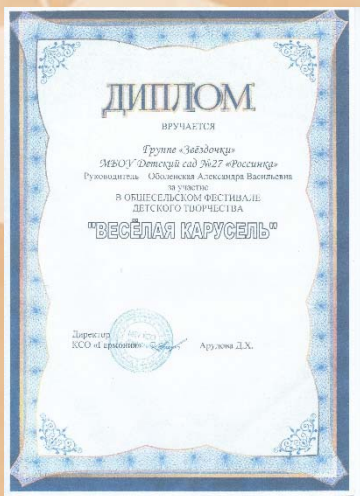 ДИПЛОМ
ВРУЧАЕТСЯ
Группе «Звёздочки»
МБОУ Детский сад №27 «Россинка»
Руководитель Оболенская Александра Васильевна
за участие
В ОБЩЕСЕЛЬСКОМ ФЕСТИВАЛЕ
ДЕТСКОГО ТВОРЧЕСТВА
"ВЕСЁЛАЯ КАРУСЕЛЬ"
Директор
КСО «Гармония» Арудова Д.Х.